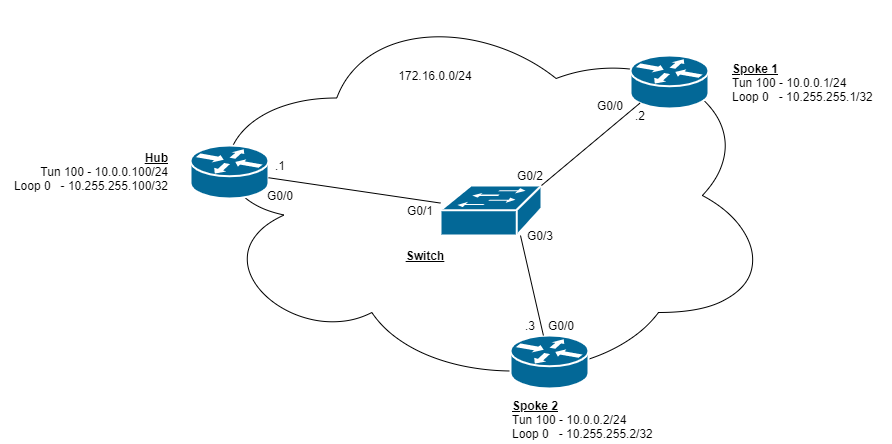 172.16.0.0/24
Spoke 1
Tun 100 - 10.0.0.1/24
Loop 0 - 10.255.255.1/32
G0/0
.2
Hub
Tun 100 - 10.0.0.100/24
Loop 0 - 10.255.255.100/32
.1
G0/0
G0/2
G0/1
G0/3
Switch
.3 G0/0
Spoke 2
Tun 100 - 10.0.0.2/24
Loop 0 - 10.255.255.2/32